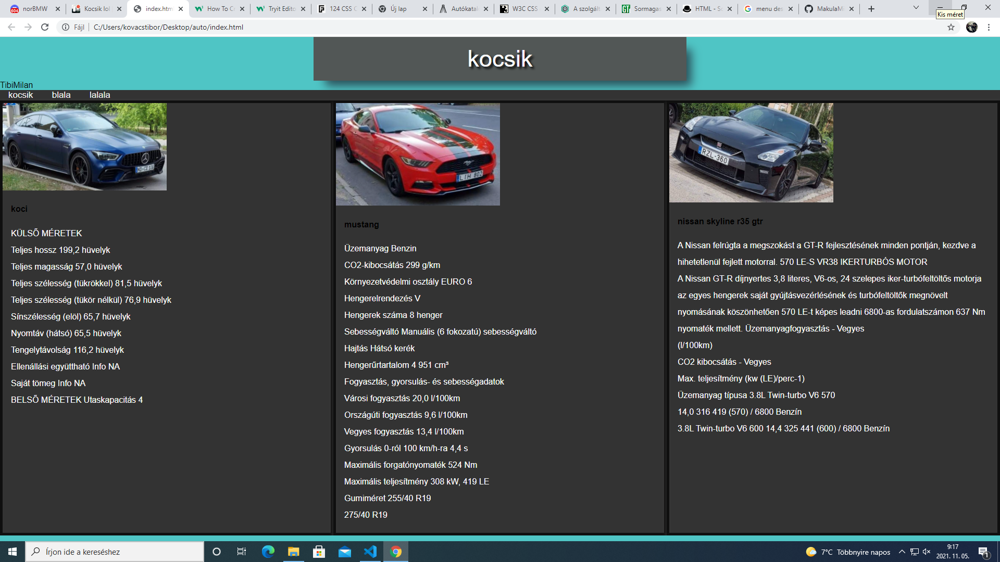 norBMW
Kocsik lol
index.htm
How To C
Tryit Edito
124 CSS C
Új lap
Autókatal
W3C CSS
A szolgált
Sormagas
HTML - Sc
menu des
MakulaMi
Kis méret
Fájl
C:/Users/kovacstibor/Desktop/auto/index.html
kocsik
TibiMilan
kocsik blala lalala
koci
KÜLSŐ MÉRETEK
Teljes hossz 199,2 hüvelyk
Teljes magasság 57,0 hüvelyk
Teljes szélesség (tükrökkel) 81,5 hüvelyk
Teljes szélesség (tükör nélkül) 76,9 hüvelyk
Sínszélesség (elöl) 65,7 hüvelyk
Nyomtáv (hátsó) 65,5 hüvelyk
Tengelytávolság 116,2 hüvelyk
Ellenállási együttható Info NA
Saját tömeg Info NA
BELSŐ MÉRETEK Utaskapacitás 4
LIH 802
mustang
Üzemanyag Benzin
CO2-kibocsátás 299 g/km
Környezetvédelmi osztály EURO 6
Hengerelrendezés V
Hengerek száma 8 henger
Sebességváltó Manuális (6 fokozatú) sebességváltó
Hajtás Hátsó kerék
Hengerűrtartalom 4 951 cm³
Fogyasztás, gyorsulás- és sebességadatok
Városi fogyasztás 20,0 l/100km
Országúti fogyasztás 9,6 l/100km
Vegyes fogyasztás 13,4 l/100km
Gyorsulás 0-ról 100 km/h-ra 4,4 s
Maximális forgatónyomaték 524 Nm
Maximális teljesítmény 308 kW, 419 LE
Gumiméret 255/40 R19
275/40 R19
RZL-360
nissan skyline r35 gtr
A Nissan felrúgta a megszokást a GT-R fejlesztésének minden pontján, kezdve a
hihetetlenül fejlett motorral. 570 LE-S VR38 IKERTURBÓS MOTOR
A Nissan GT-R díjnyertes 3,8 literes, V6-os, 24 szelepes iker-turbófeltöltős motorja
az egyes hengerek saját gyújtásvezérlésének és turbófeltöltők megnövelt
nyomásának köszönhetően 570 LE-t képes leadni 6800-as fordulatszámon 637 Nm
nyomaték mellett. Üzemanyagfogyasztás - Vegyes
(l/100km)
CO2 kibocsátás - Vegyes
Max. teljesítmény (kw (LE)/perc-1)
Üzemanyag típusa 3.8L Twin-turbo V6 570
14,0 316 419 (570) / 6800 Benzín
3.8L Twin-turbo V6 600 14,4 325 441 (600) / 6800 Benzín
Írjon ide a kereséshez
7°C Többnyire napos
9:17
2021. 11. 05.
1